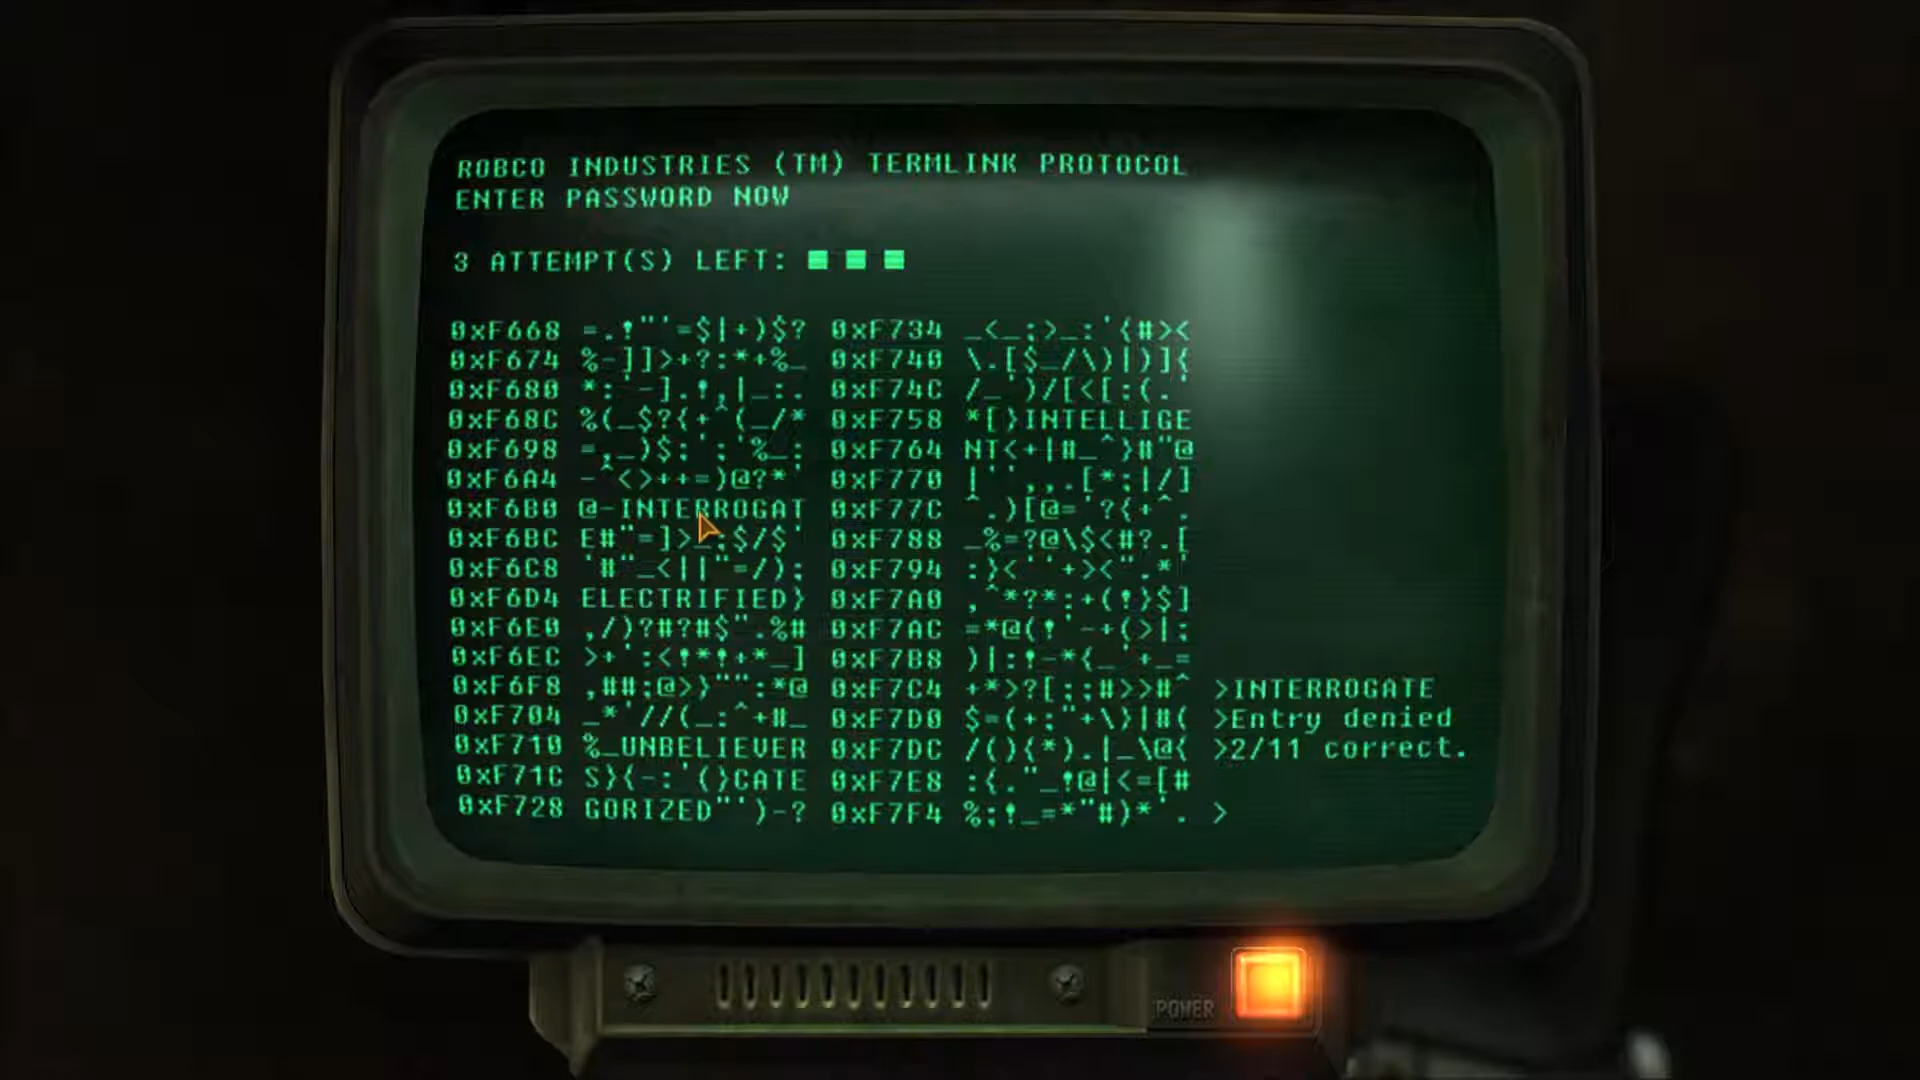 ROBCO INDUSTRIES (TM) TERMLINK PROTOCOL
ENTER PASSWORD NOW
3 ATTEMPT(S) LEFT:
0xF668 =.!"'=$|+)$? 0xF734 _<_;>_:'{#><
0xF674 %-]]>+?:*+%_ 0xF740 \.[$_/\)|)]{
0xF680 *:'-].!,|_:. 0xF74C /_')/[<[:(.'
0xF68C %(_$?{+^(_/* 0xF758 *[}INTELLIGE
0xF698 =,_)$:';'%_: 0xF764 NT<+|#_^}#"@
0xF6A4 -^<>++=)@?*' 0xF770 |'',,.[*;|/]
0xF6B0 @-INTERROGAT 0xF77C ^.)[@='?{+^.
0xF6BC E#"=]>_;$/$' 0xF788 _%=?@\$<#?.[
0xF6C8 '#"_<||"=/); 0xF794 :}<''+><".*'
0xF6D4 ELECTRIFIED} 0xF7A0 ,^*?*:+(!}$]
0xF6E0 ,/)?#?#$".%# 0xF7AC =*@(!'-+(>|;
0xF6EC >+':<!*!+*_] 0xF7B8 )|:!-*{_'+_=
0xF6F8 ,##;@>}"":*@ 0xF7C4 +*>?[;;#>>#^ >INTERROGATE
0xF704 _*'//(_:^+#_ 0xF7D0 $=(+;"+\}|#( >Entry denied
0xF710 %_UNBELIEVER 0xF7DC /(){*).|_\@{ >2/11 correct.
0xF71C S}{-:'()CATE 0xF7E8 :{."_!@|<=[#
0xF728 GORIZED"')-? 0xF7F4 %;!_=*"#)*'. >
POWER